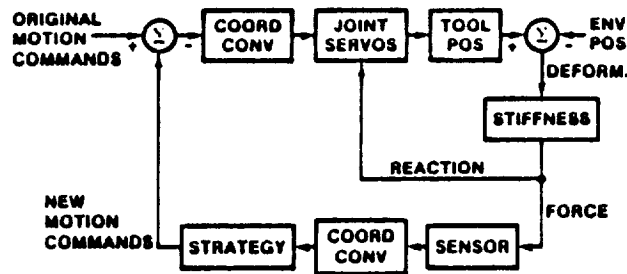 ORIGINAL
MOTION
COMMANDS
+
Σ
-
COORD
CONV
JOINT
SERVOS
TOOL
POS
+
Σ
-
ENV
POS
DEFORM.
STIFFNESS
REACTION
FORCE
NEW
MOTION
COMMANDS
STRATEGY
COORD
CONV
SENSOR